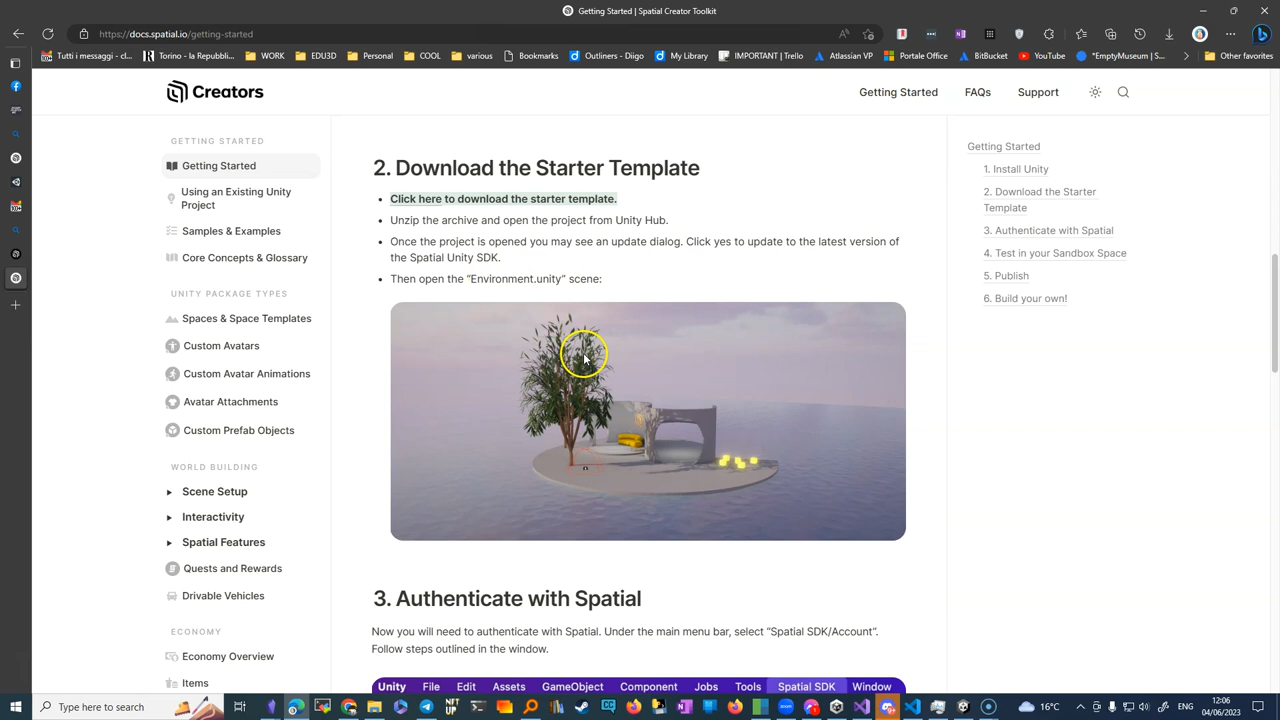 Getting Started | Spatial Creator Toolkit
https://docs.spatial.io/getting-started
Tutti i messaggi - cl...
Torino - la Repubbli...
WORK
EDU3D
Personal
COOL
various
Bookmarks
Outliners - Diigo
My Library
IMPORTANT | Trello
Atlassian VP
Portale Office
BitBucket
YouTube
*EmptyMuseum | S...
Other favorites
Creators
Getting Started
FAQs
Support
GETTING STARTED
Getting Started
Using an Existing Unity
Project
Samples & Examples
Core Concepts & Glossary
UNITY PACKAGE TYPES
Spaces & Space Templates
Custom Avatars
Custom Avatar Animations
Avatar Attachments
Custom Prefab Objects
WORLD BUILDING
Scene Setup
Interactivity
Spatial Features
Quests and Rewards
Drivable Vehicles
ECONOMY
Economy Overview
Items
2. Download the Starter Template
• Click here to download the starter template.
• Unzip the archive and open the project from Unity Hub.
• Once the project is opened you may see an update dialog. Click yes to update to the latest version of
the Spatial Unity SDK.
• Then open the “Environment.unity” scene:
3. Authenticate with Spatial
Now you will need to authenticate with Spatial. Under the main menu bar, select “Spatial SDK/Account”.
Follow steps outlined in the window.
Unity File Edit Assets GameObject Component Jobs Tools Spatial SDK Window
Getting Started
1. Install Unity
2. Download the Starter
Template
3. Authenticate with Spatial
4. Test in your Sandbox Space
5. Publish
6. Build your own!
Type here to search
16°C
12:06
04/06/2023